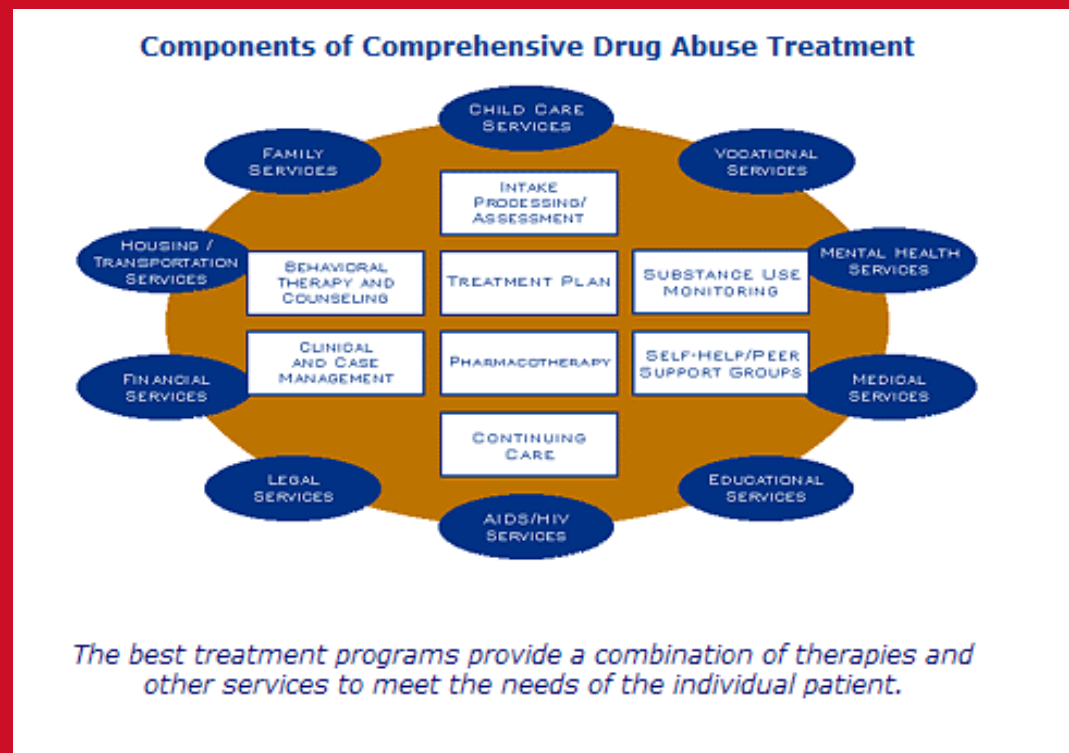 Components of Comprehensive Drug Abuse Treatment
CHILD CARE
SERVICES
FAMILY
SERVICES
VOCATIONAL
SERVICES
INTAKE
PROCESSING/
ASSESSMENT
HOUSING /
TRANSPORTATION
SERVICES
BEHAVIORAL
THERAPY AND
COUNSELING
TREATMENT PLAN
SUBSTANCE USE
MONITORING
MENTAL HEALTH
SERVICES
FINANCIAL
SERVICES
CLINICAL
AND CASE
MANAGEMENT
PHARMACOTHERAPY
SELF-HELP/PEER
SUPPORT GROUPS
MEDICAL
SERVICES
CONTINUING
CARE
LEGAL
SERVICES
EDUCATIONAL
SERVICES
AIDS/HIV
SERVICES
The best treatment programs provide a combination of therapies and
other services to meet the needs of the individual patient.